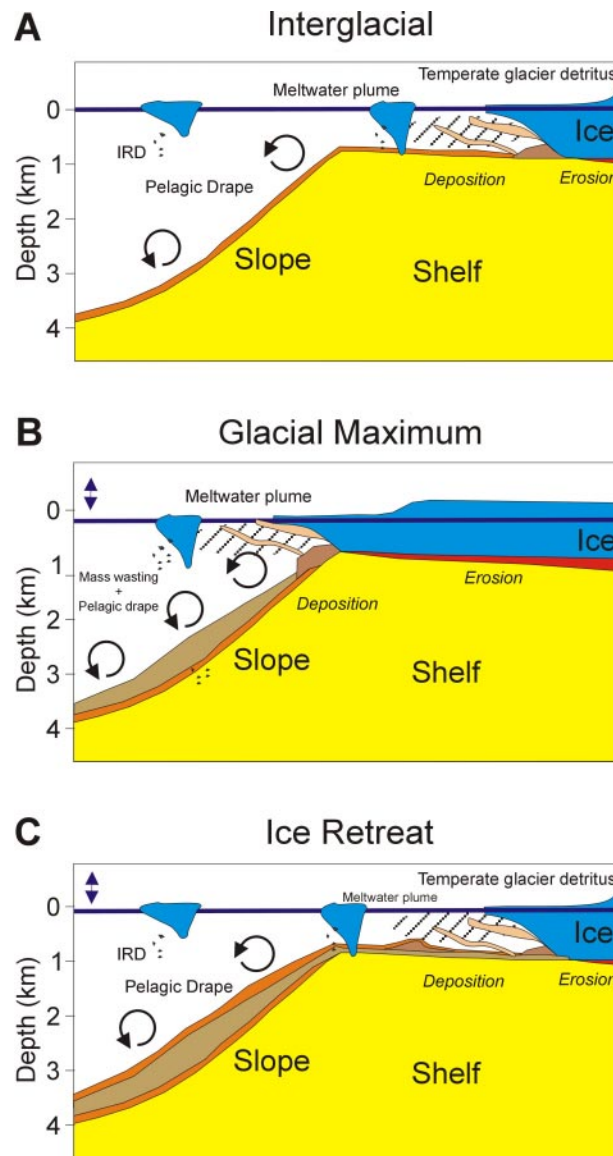 A
Interglacial
Temperate glacier detritus
Meltwater plume
0
Ice
IRD
1
Pelagic Drape
Deposition
Erosion
2
Depth (km)
Slope
Shelf
3
4
B
Glacial Maximum
Meltwater plume
0
Ice
1
Erosion
Mass wasting
+
Pelagic drape
Deposition
2
Depth (km)
Slope
Shelf
3
4
C
Ice Retreat
Temperate glacier detritus
Meltwater plume
0
Ice
IRD
1
Pelagic Drape
Deposition
Erosion
2
Depth (km)
Slope
Shelf
3
4